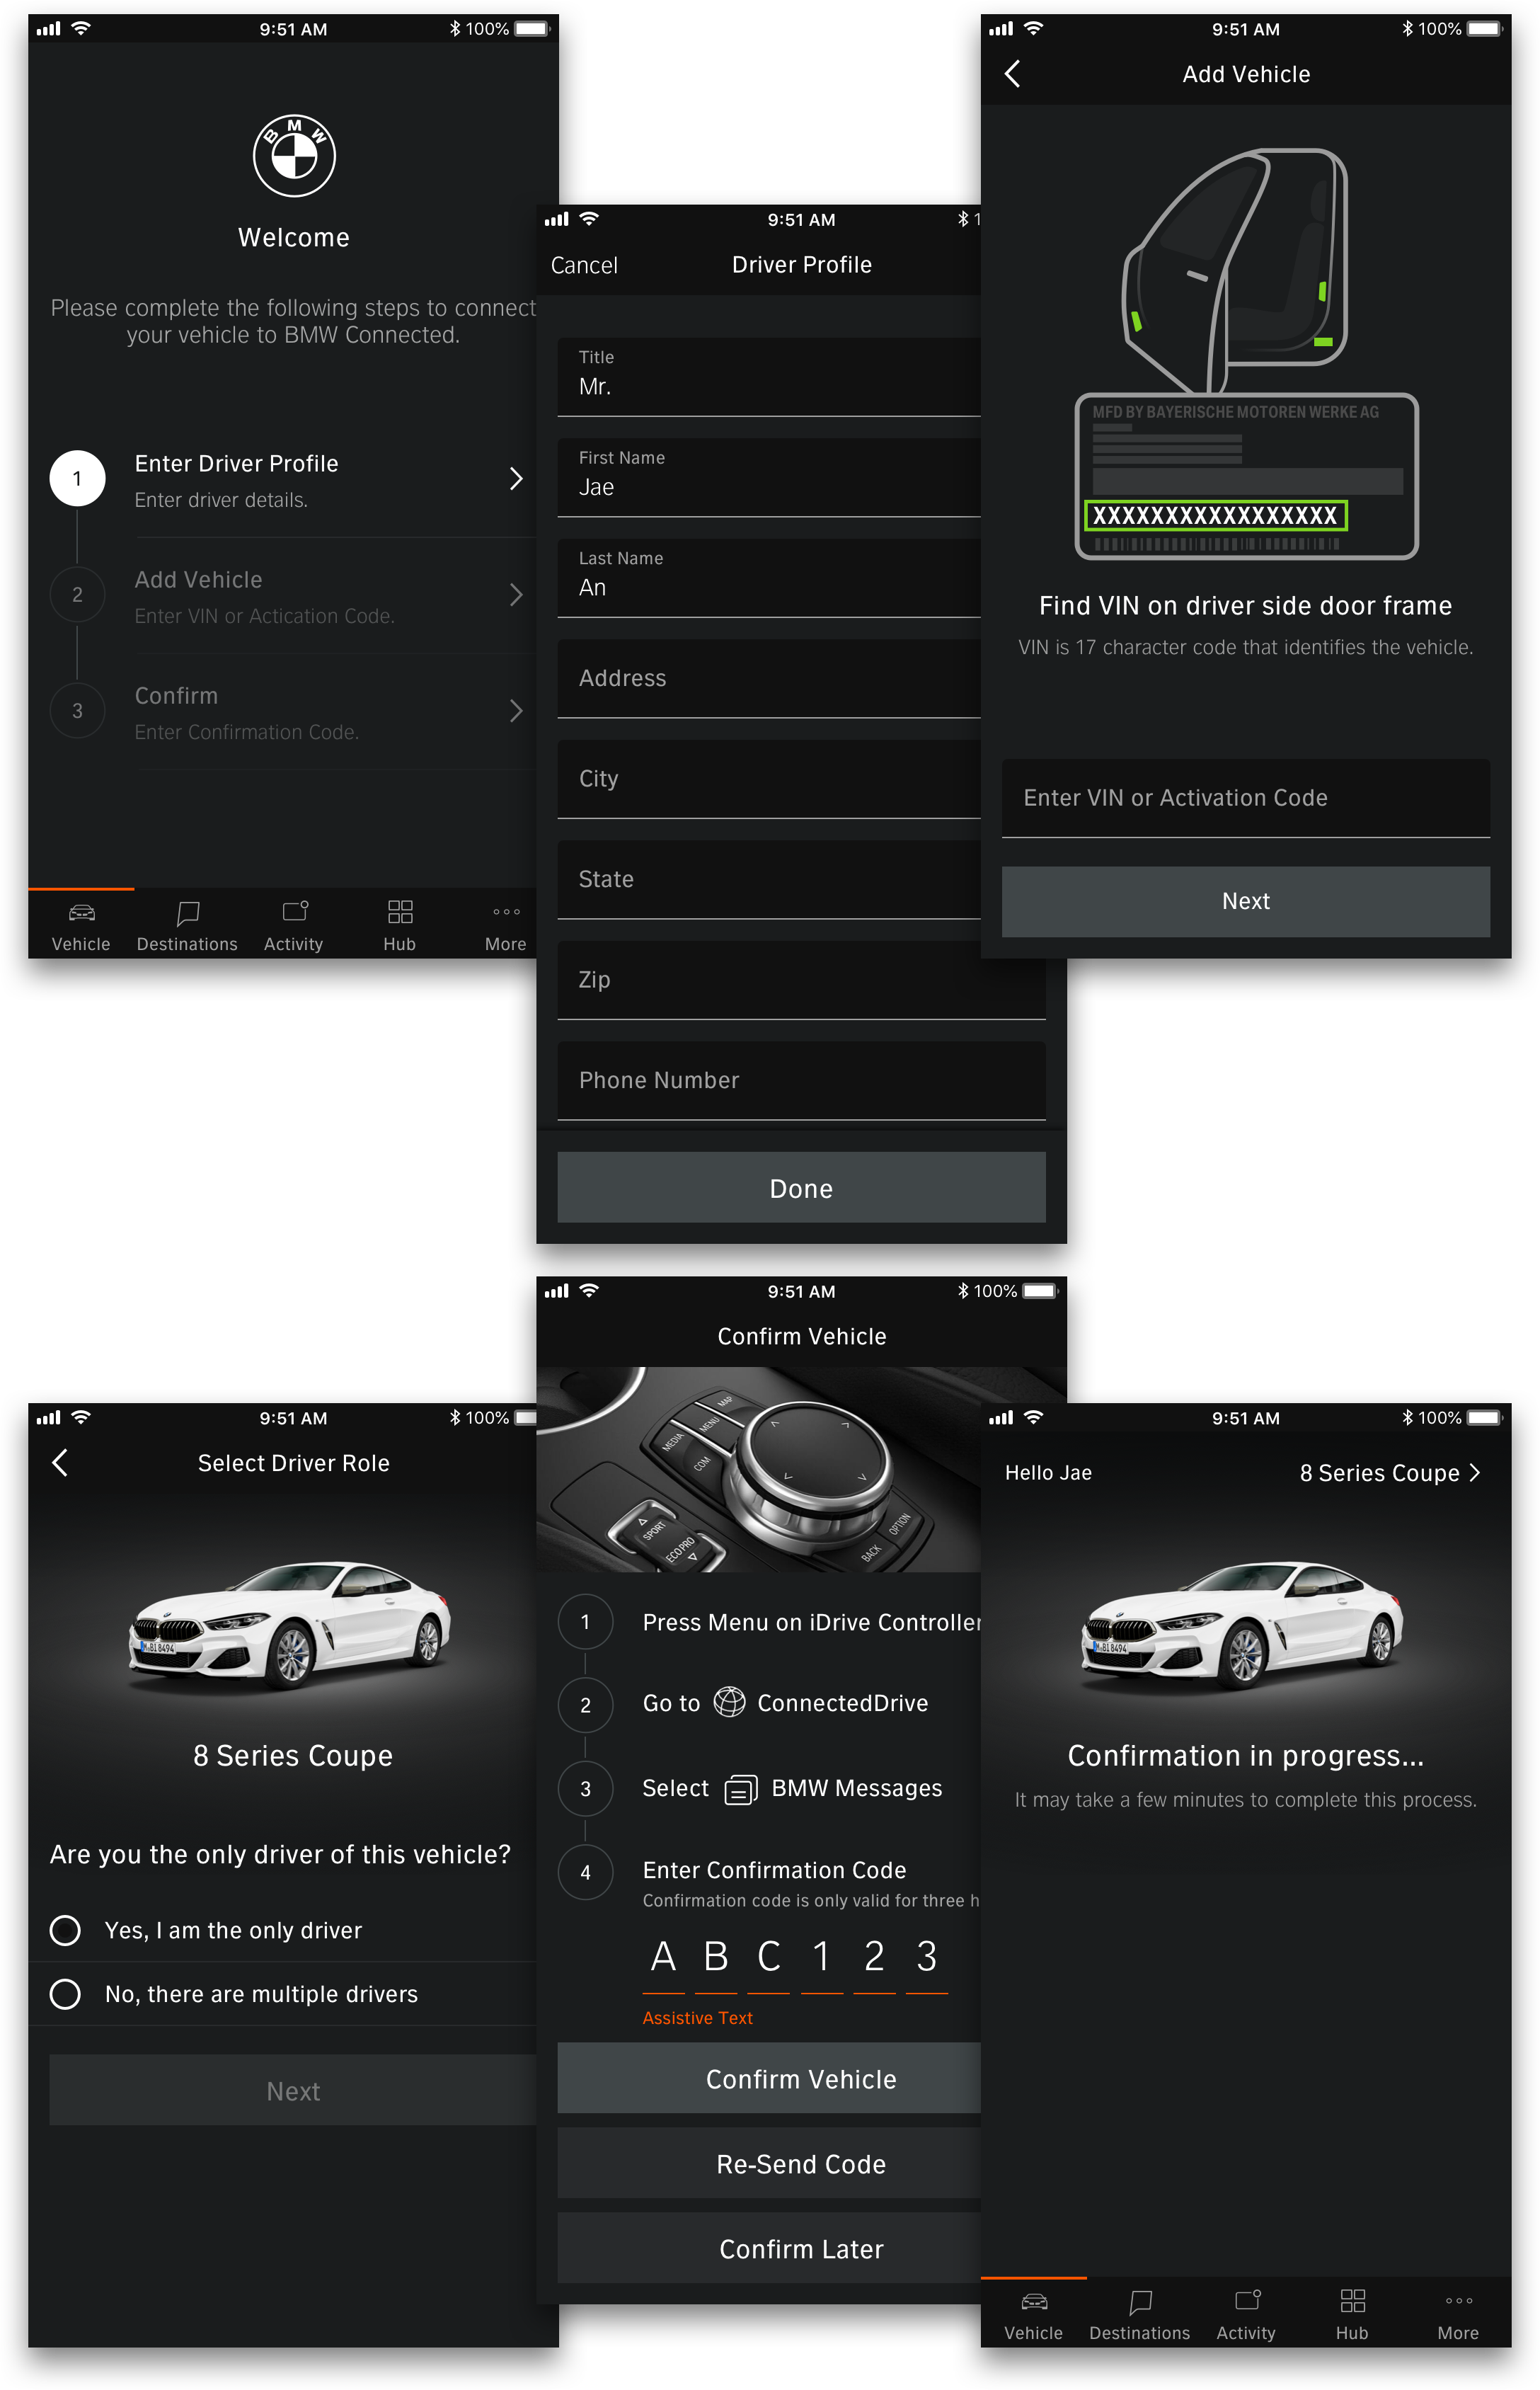 9:51 AM
100%
BMW
Welcome
Please complete the following steps to connect
your vehicle to BMW Connected.
1
Enter Driver Profile
Enter driver details.
2
Add Vehicle
Enter VIN or Actication Code.
3
Confirm
Enter Confirmation Code.
Vehicle
Destinations
Activity
Hub
More
9:51 AM
1
Cancel
Driver Profile
Title
Mr.
First Name
Jae
Last Name
An
Address
City
State
Zip
Phone Number
Done
9:51 AM
100%
Add Vehicle
MFD BY BAYERISCHE MOTOREN WERKE AG
XXXXXXXXXXXXXXXXX
Find VIN on driver side door frame
VIN is 17 character code that identifies the vehicle.
Enter VIN or Activation Code
Next
9:51 AM
100%
Select Driver Role
M·BI 8494
8 Series Coupe
Are you the only driver of this vehicle?
Yes, I am the only driver
No, there are multiple drivers
Next
9:51 AM
100%
Confirm Vehicle
MAP
MENU
MEDIA
COM
SPORT
ECO PRO
OPTION
BACK
1
Press Menu on iDrive Controller
2
Go to ConnectedDrive
3
Select BMW Messages
4
Enter Confirmation Code
Confirmation code is only valid for three h
A B C 1 2 3
Assistive Text
Confirm Vehicle
Re-Send Code
Confirm Later
9:51 AM
100%
Hello Jae
8 Series Coupe
M·BI 8494
Confirmation in progress...
It may take a few minutes to complete this process.
Vehicle
Destinations
Activity
Hub
More